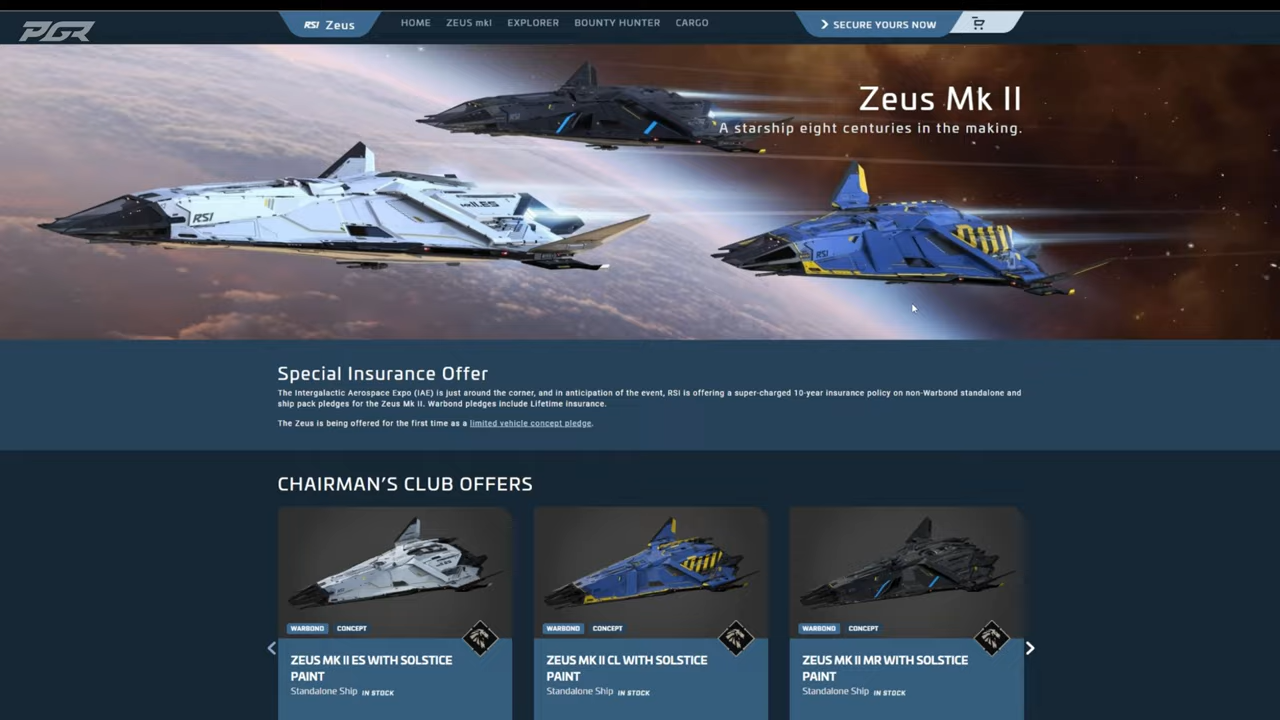 PGR
RSI Zeus
HOME ZEUS mkI EXPLORER BOUNTY HUNTER CARGO
SECURE YOURS NOW
Zeus Mk II
A starship eight centuries in the making.
RSI
RSI
Special Insurance Offer
The Intergalactic Aerospace Expo (IAE) is just around the corner, and in anticipation of the event, RSI is offering a super-charged 10-year insurance policy on non-Warbond standalone and
ship pack pledges for the Zeus Mk II. Warbond pledges include Lifetime Insurance.
The Zeus is being offered for the first time as a limited vehicle concept pledge.
CHAIRMAN'S CLUB OFFERS
WARBOND CONCEPT
ZEUS MK II ES WITH SOLSTICE
PAINT
Standalone Ship IN STOCK
WARBOND CONCEPT
ZEUS MK II CL WITH SOLSTICE
PAINT
Standalone Ship IN STOCK
WARBOND CONCEPT
ZEUS MK II MR WITH SOLSTICE
PAINT
Standalone Ship IN STOCK